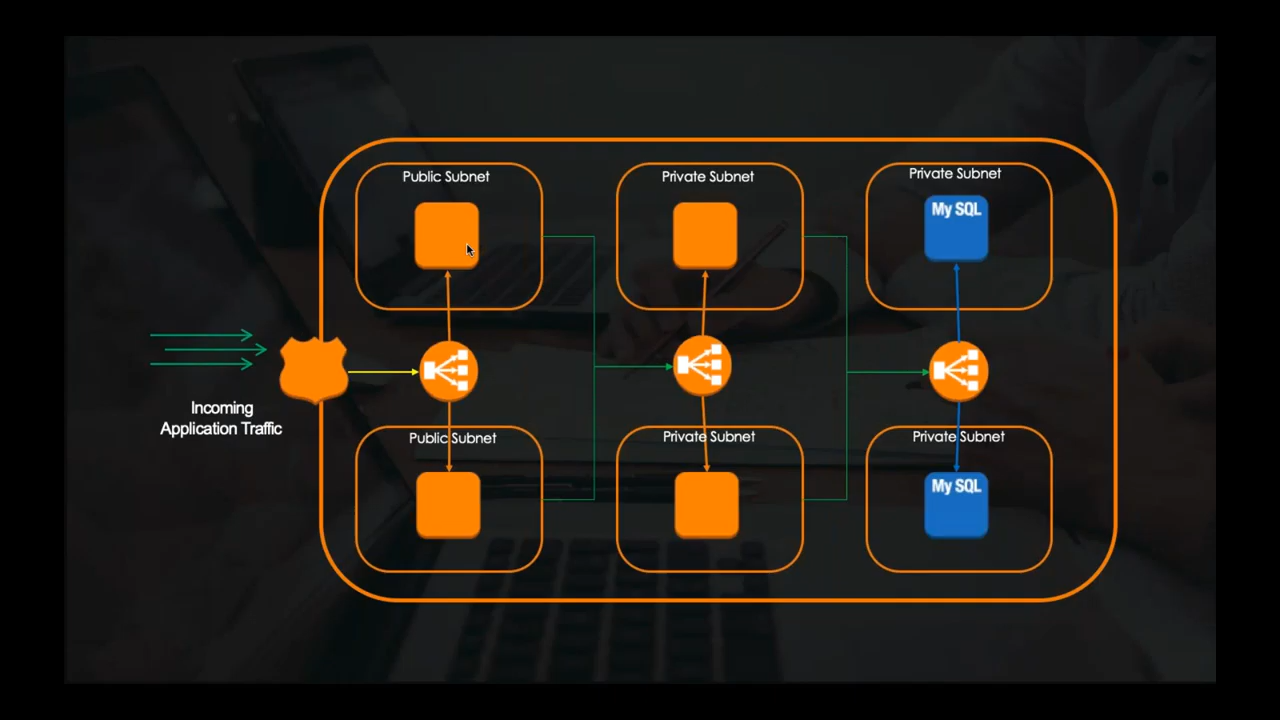 Public Subnet
Private Subnet
Private Subnet
My SQL
Incoming
Application Traffic
Public Subnet
Private Subnet
Private Subnet
My SQL